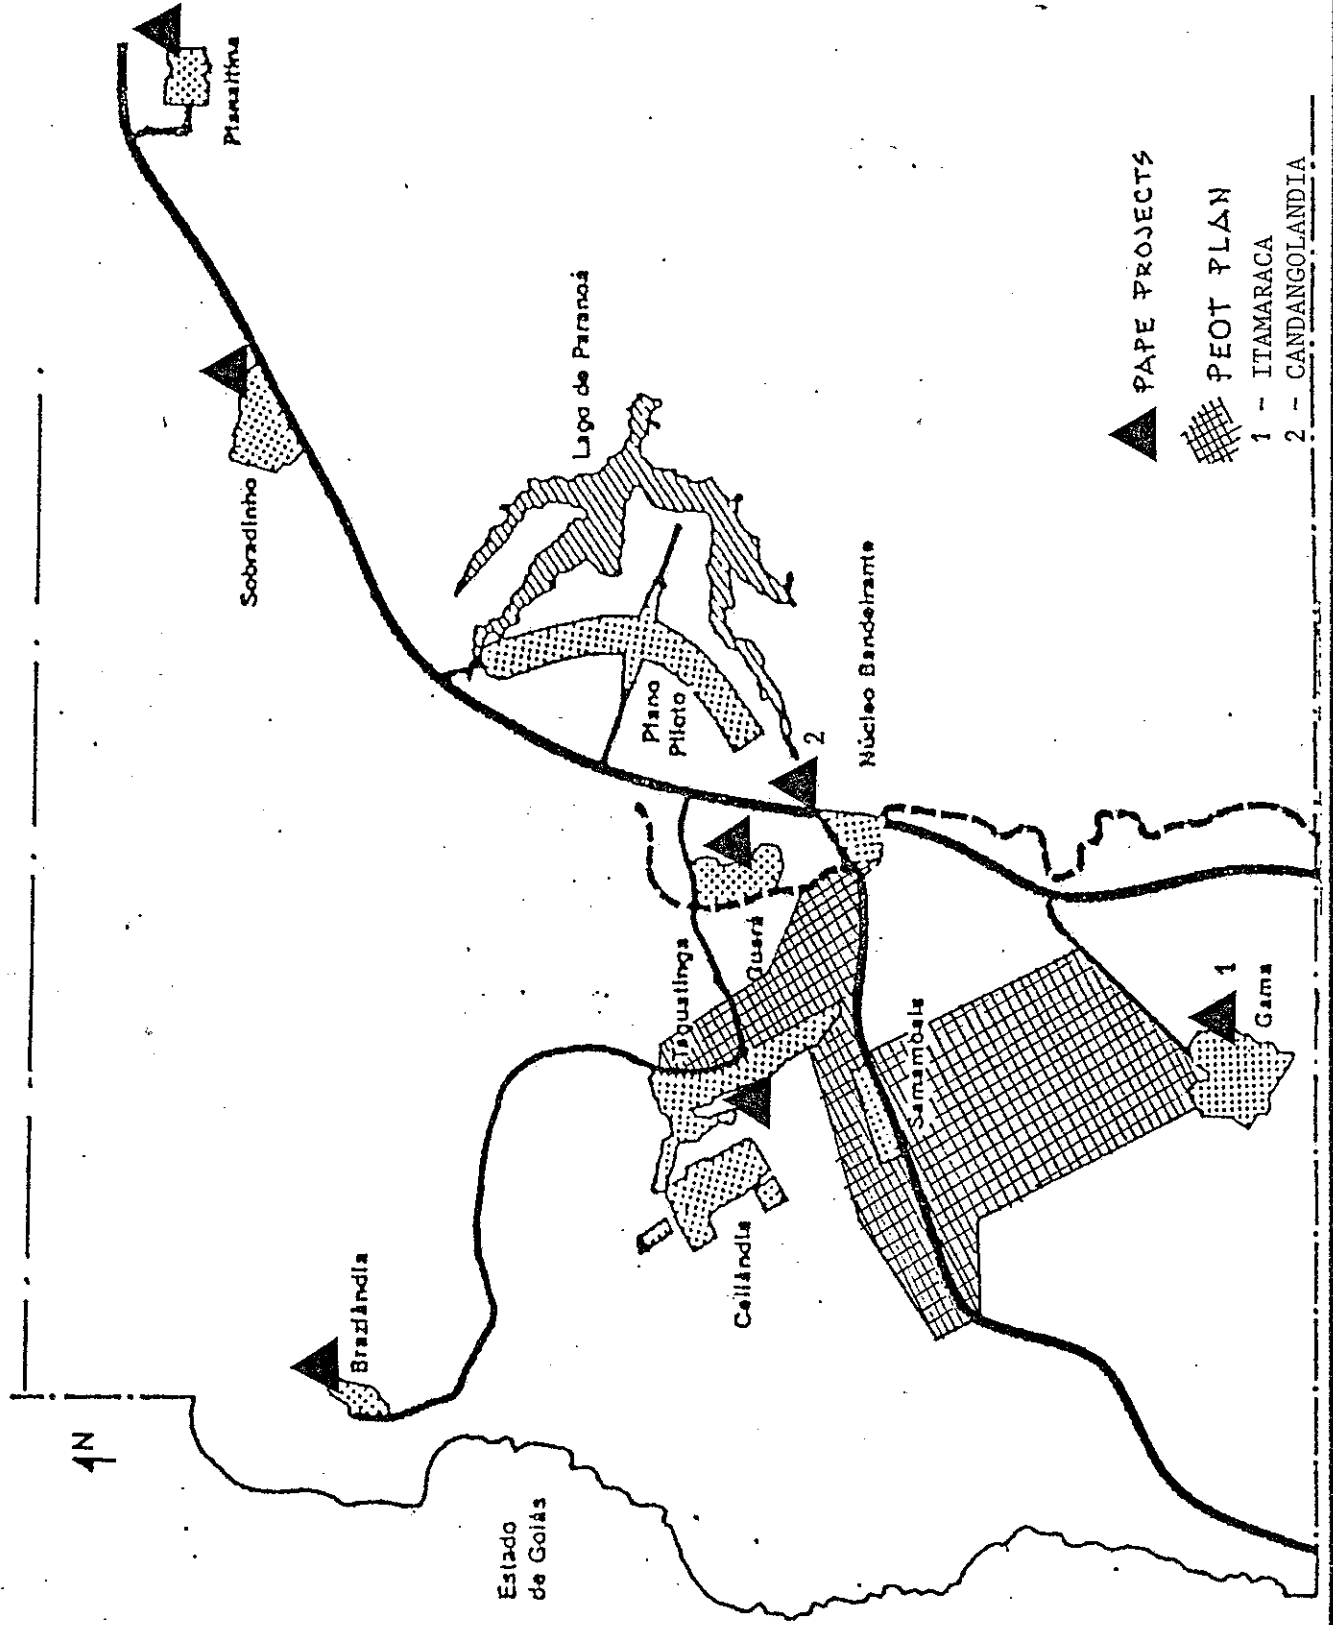 N
Planaltina
Sobradinho
Lago de Paranoá
Brazlândia
Estado
de Goiás
Plano
Piloto
Taguatinga
Guará
Ceilândia
2
Núcleo Bandeirante
Samambaia
1
Gama
PAPE PROJECTS
PEOT PLAN
1 - ITAMARACA
2 - CANDANGOLANDIA